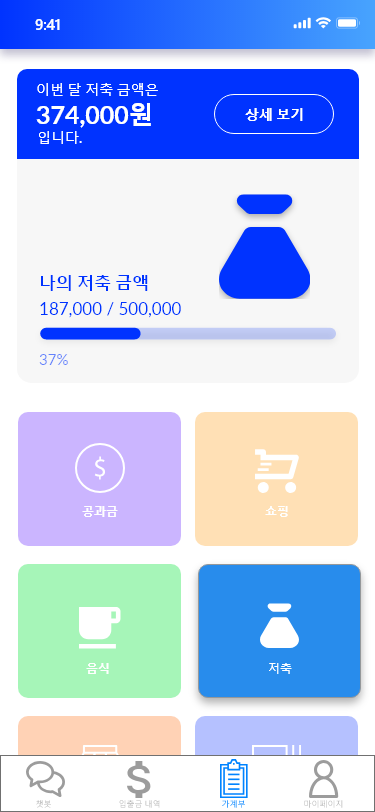 9:41
이번 달 저축 금액은
374,000원
입니다.
상세 보기
나의 저축 금액
187,000 / 500,000
37%
$
공과금
쇼핑
음식
저축
챗봇
입출금 내역
가계부
마이페이지